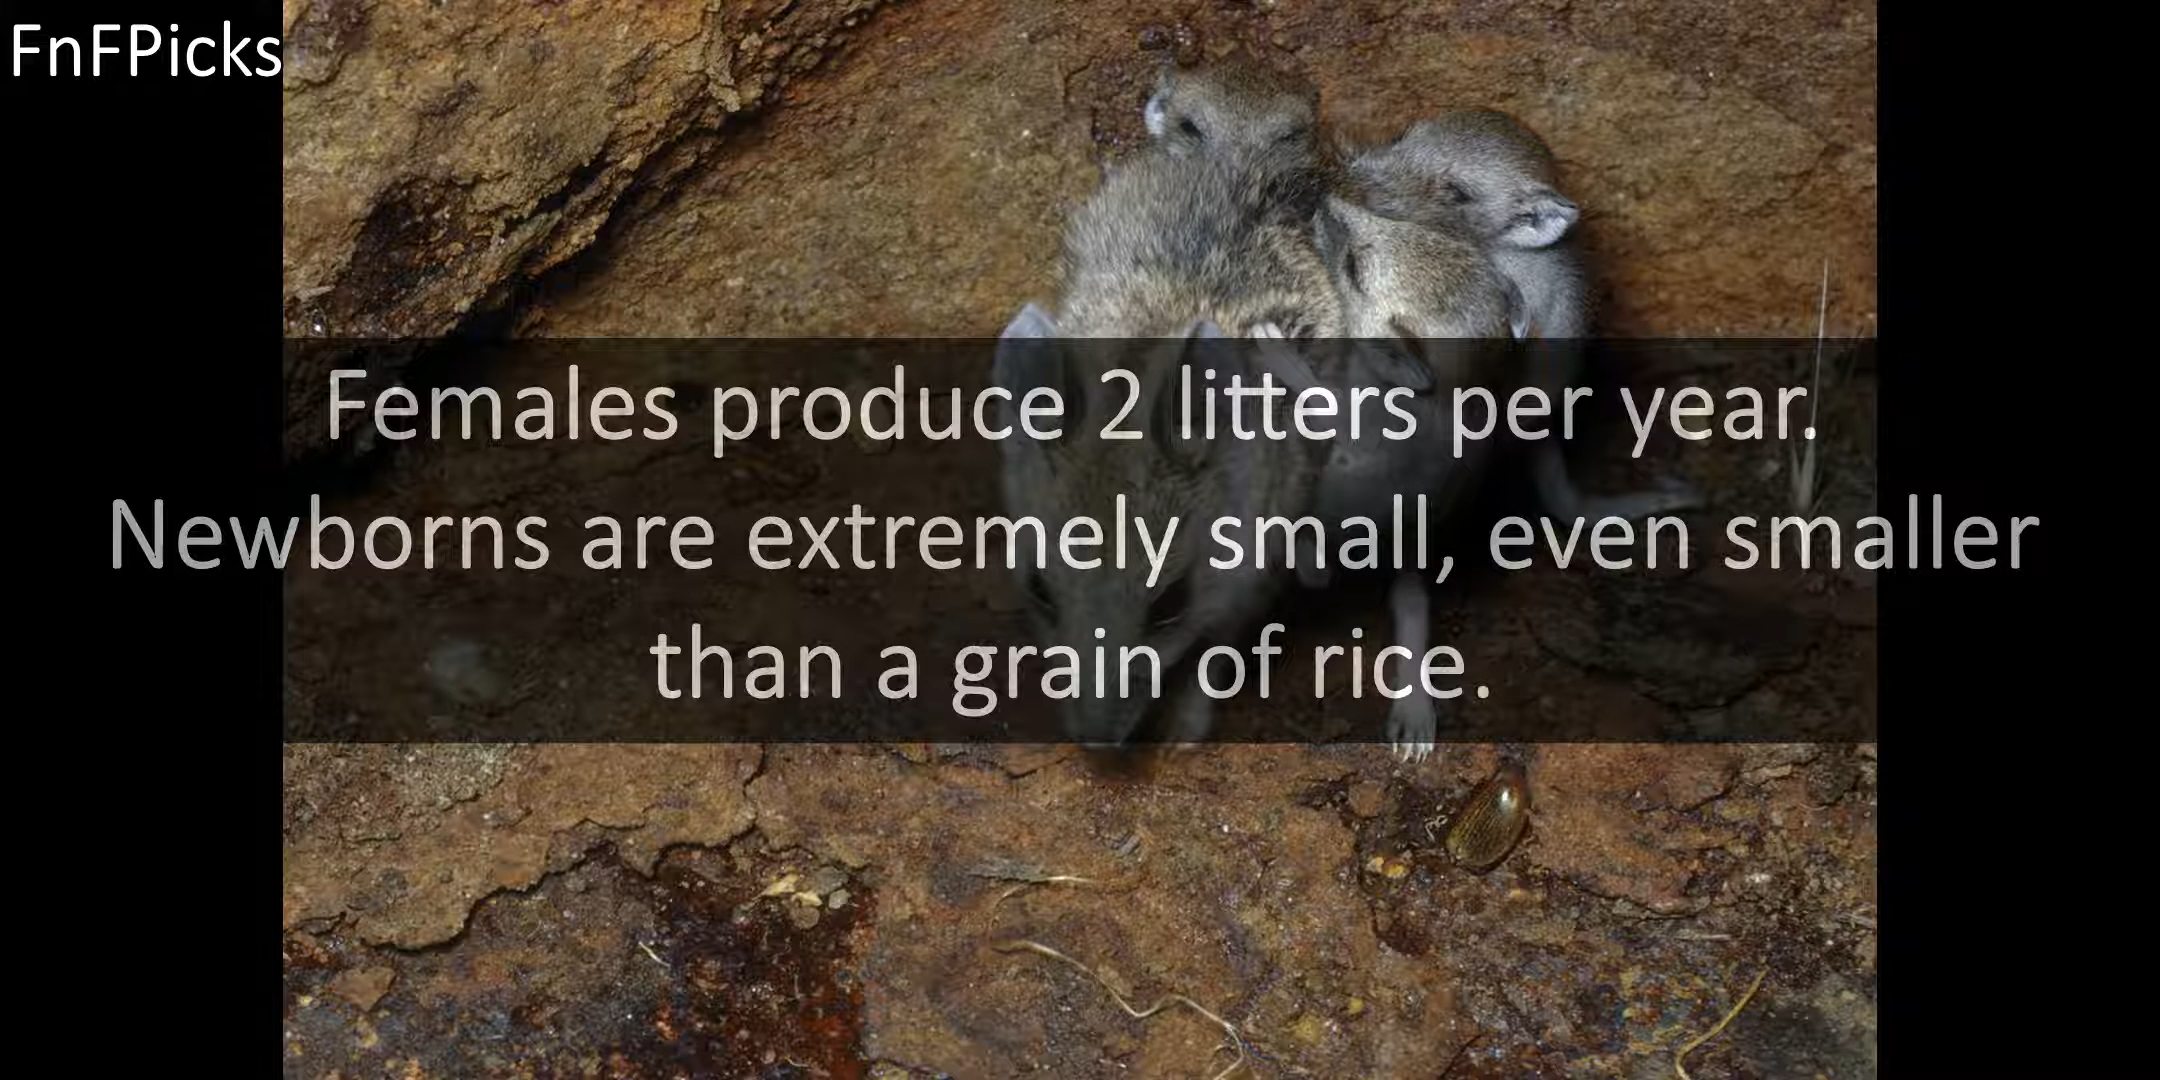 FnFPicks
Females produce 2 litters per year.
Newborns are extremely small, even smaller
than a grain of rice.